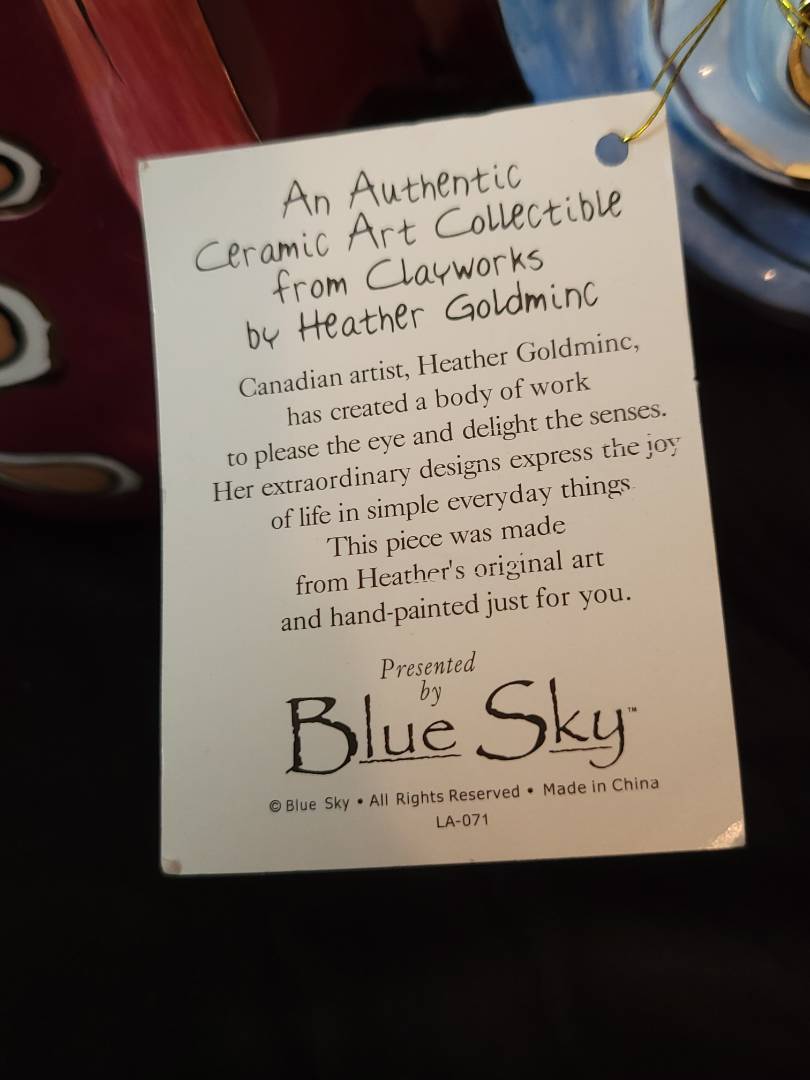 An Authentic
Ceramic Art Collectible
from Clayworks
by Heather Goldminc
Canadian artist, Heather Goldminc,
has created a body of work
to please the eye and delight the senses.
Her extraordinary designs express the joy
of life in simple everyday things
This piece was made
from Heather's original art
and hand-painted just for you.
Presented
by
Blue Sky™
© Blue Sky • All Rights Reserved • Made in China
LA-071